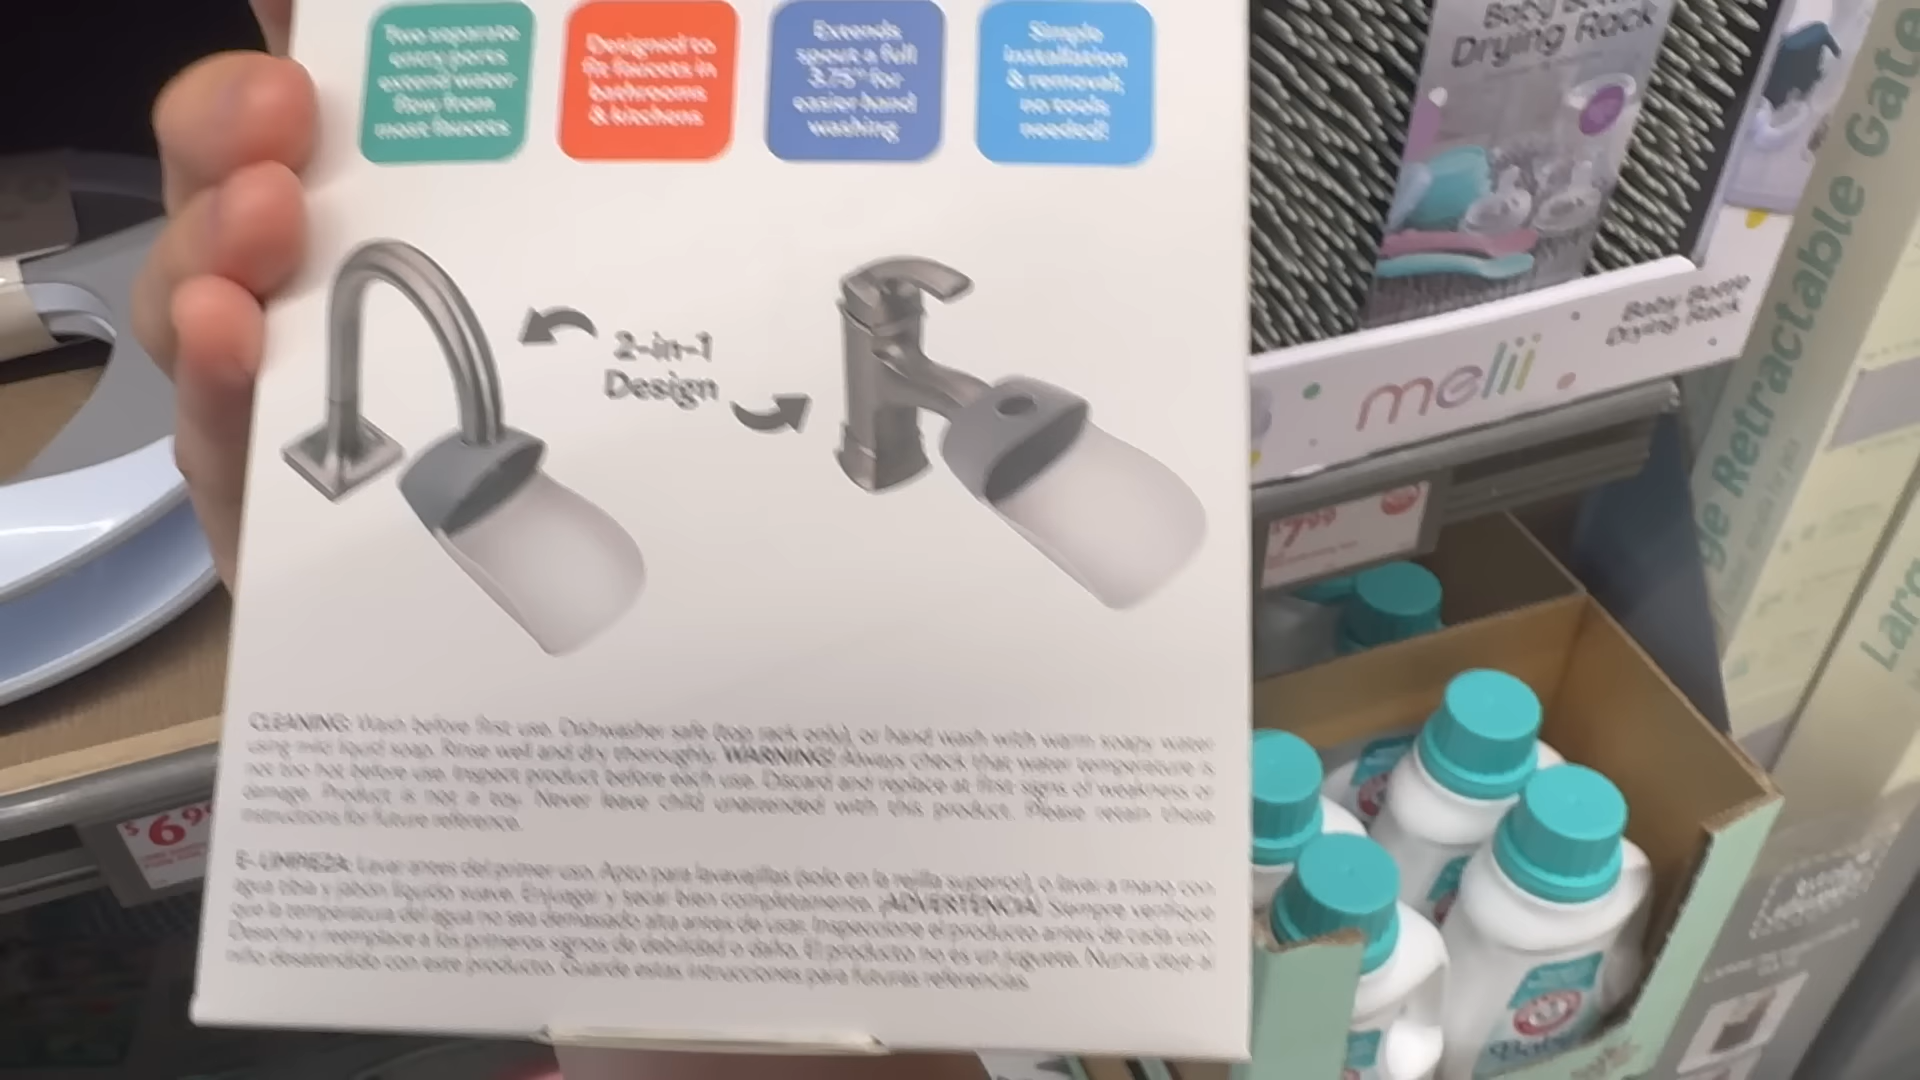 Two separate
entry ports
extend water
flow from
most faucets
Designed to
fit faucets in
bathrooms
& kitchens
Extends
spout a full
3.75" for
easier hand
washing
Simple
installation
& removal;
no tools
needed!
2-in-1
Design
CLEANING: Wash before first use. Dishwasher safe (top rack only), or hand wash with warm soapy water
using mild liquid soap. Rinse well and dry thoroughly. WARNING! Always check that water temperature is
not too hot before use. Inspect product before each use. Discard and replace at first signs of weakness or
damage. Product is not a toy. Never leave child unattended with this product. Please retain these
instructions for future reference.
E- LIMPIEZA: Lavar antes del primer uso. Apto para lavavajillas (solo en la rejilla superior), o lavar a mano con
agua tibia y jabón líquido suave. Enjuagar y secar bien completamente. ¡ADVERTENCIA! Siempre verifique
que la temperatura del agua no sea demasiado alta antes de usar. Inspeccione el producto antes de cada uso.
Deseche y reemplace a los primeros signos de debilidad o daño. El producto no es un juguete. Nunca deje al
niño desatendido con este producto. Guarde estas intrucciones para futuras referencias.
Baby Bottle
Drying Rack
melii
Baby Bottle
Drying Rack
Retractable Gate
$6
Baby